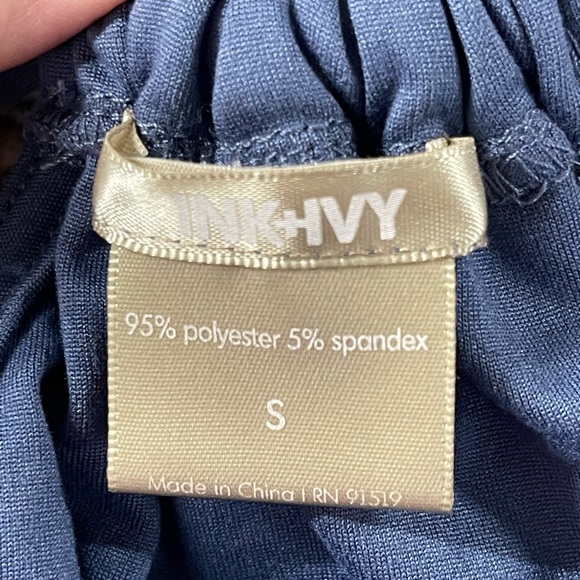 INK+IVY
95% polyester 5% spandex
S
Made in China | RN 91519